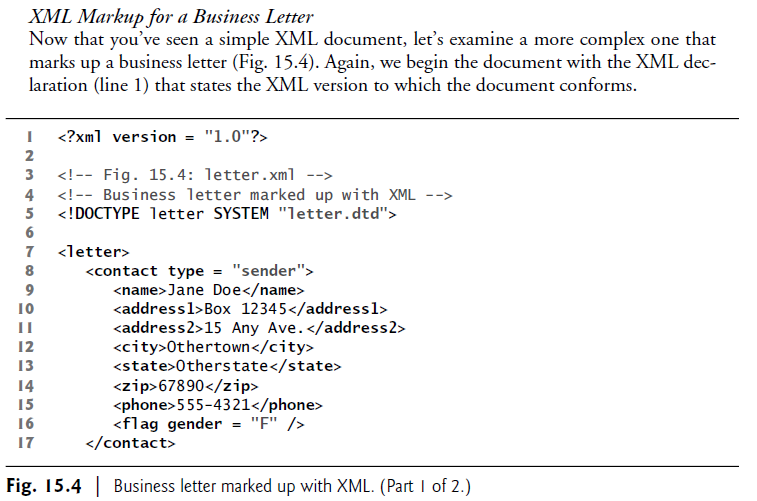 XML Markup for a Business Letter
Now that you've seen a simple XML document, let's examine a more complex one that
marks up a business letter (Fig. 15.4). Again, we begin the document with the XML dec-
laration (line 1) that states the XML version to which the document conforms.
1 <?xml version = "1.0"?>
2
3 <!-- Fig. 15.4: letter.xml -->
4 <!-- Business letter marked up with XML -->
5 <!DOCTYPE letter SYSTEM "letter.dtd">
6
7 <letter>
8 <contact type = "sender">
9 <name>Jane Doe</name>
10 <address1>Box 12345</address1>
11 <address2>15 Any Ave.</address2>
12 <city>Othertown</city>
13 <state>Otherstate</state>
14 <zip>67890</zip>
15 <phone>555-4321</phone>
16 <flag gender = "F" />
17 </contact>
Fig. 15.4 | Business letter marked up with XML. (Part 1 of 2.)